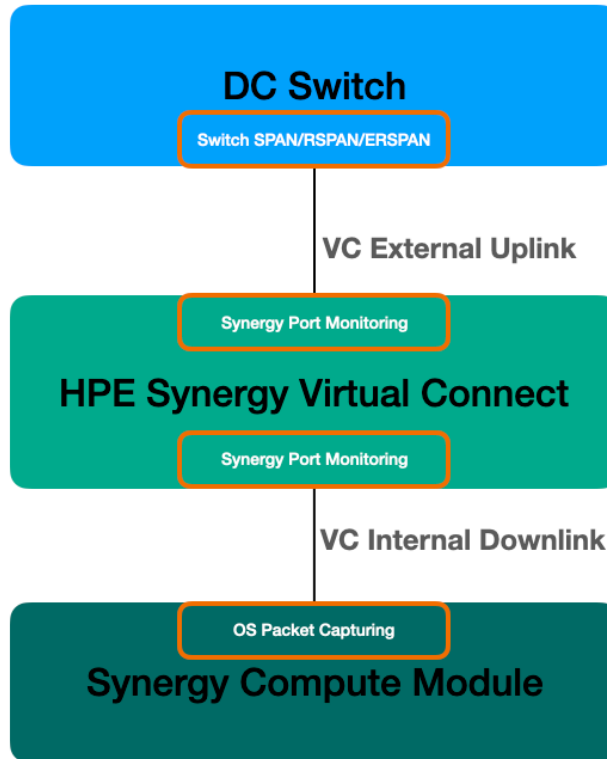 DC Switch
Switch SPAN/RSPAN/ERSPAN
VC External Uplink
Synergy Port Monitoring
HPE Synergy Virtual Connect
Synergy Port Monitoring
VC Internal Downlink
OS Packet Capturing
Synergy Compute Module